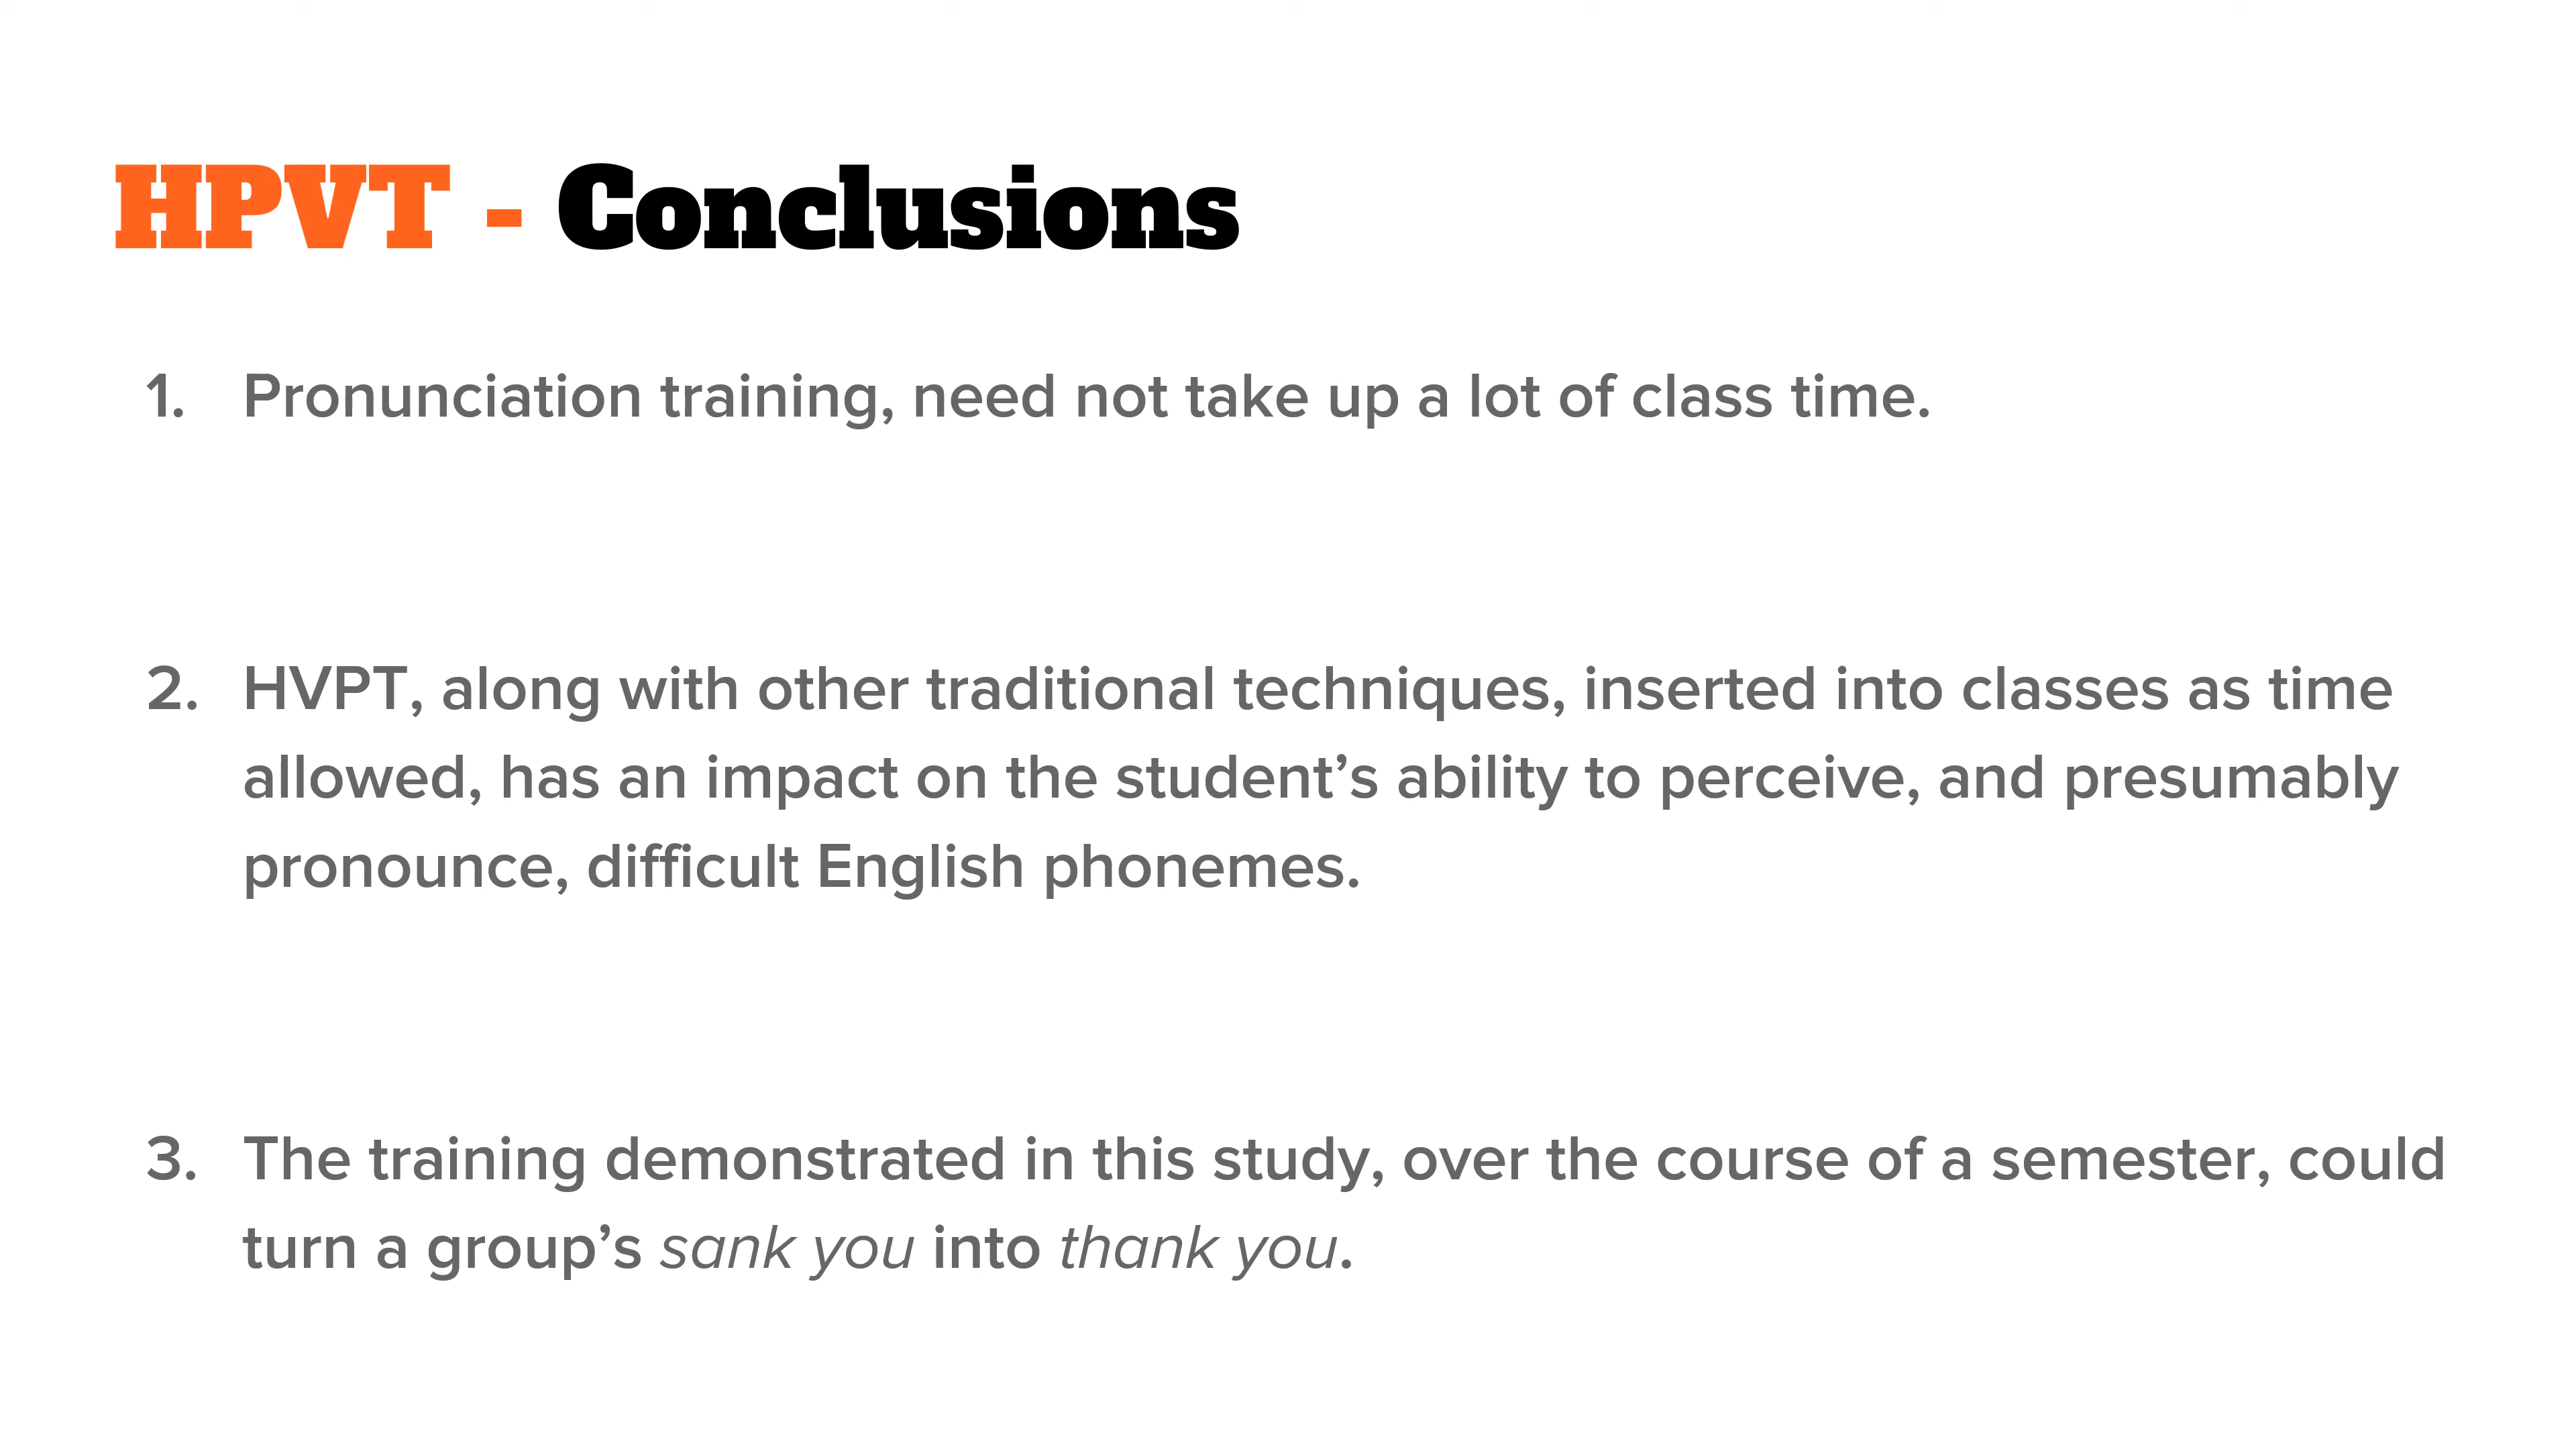 HPVT - Conclusions
1. Pronunciation training, need not take up a lot of class time.
2. HVPT, along with other traditional techniques, inserted into classes as time
allowed, has an impact on the student’s ability to perceive, and presumably
pronounce, difficult English phonemes.
3. The training demonstrated in this study, over the course of a semester, could
turn a group’s sank you into thank you.